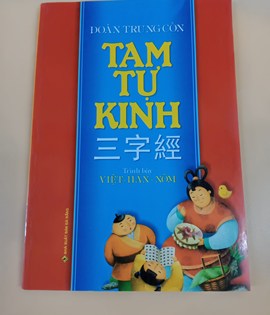 ĐOÀN TRUNG CÒN
TAM
TỰ
KINH
三字經
Trình bày
VIỆT - HÁN - NÔM